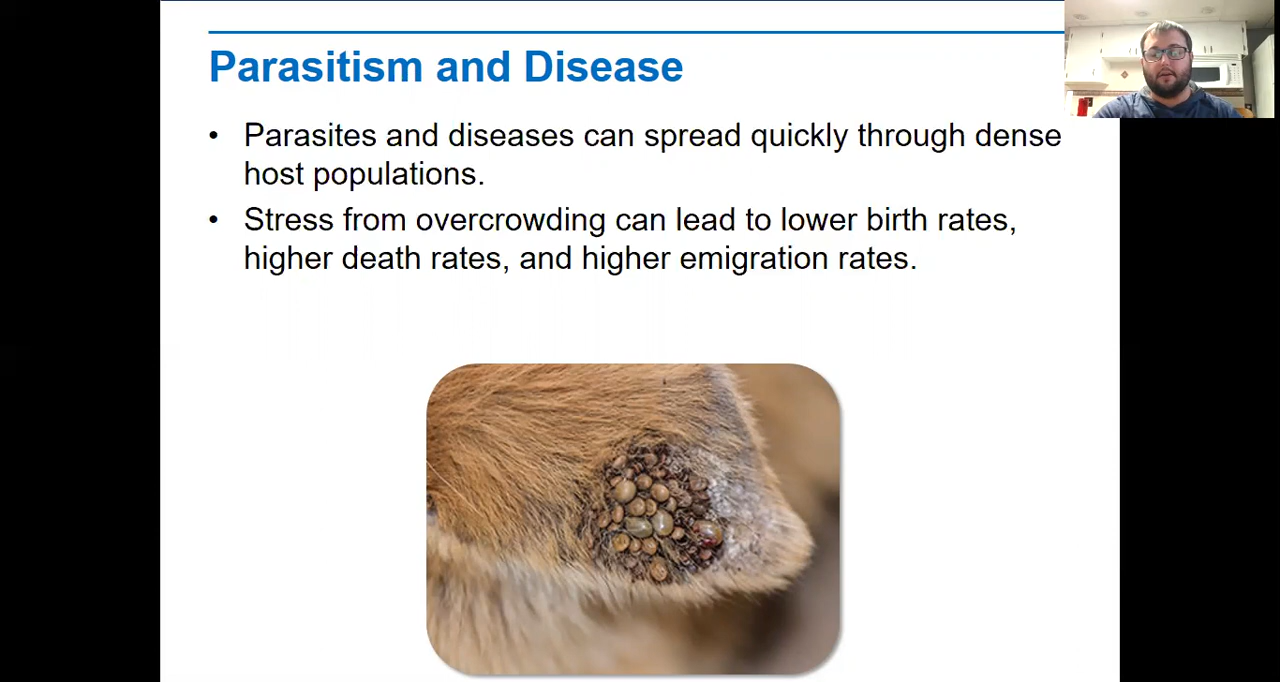 Parasitism and Disease
• Parasites and diseases can spread quickly through dense
host populations.
• Stress from overcrowding can lead to lower birth rates,
higher death rates, and higher emigration rates.